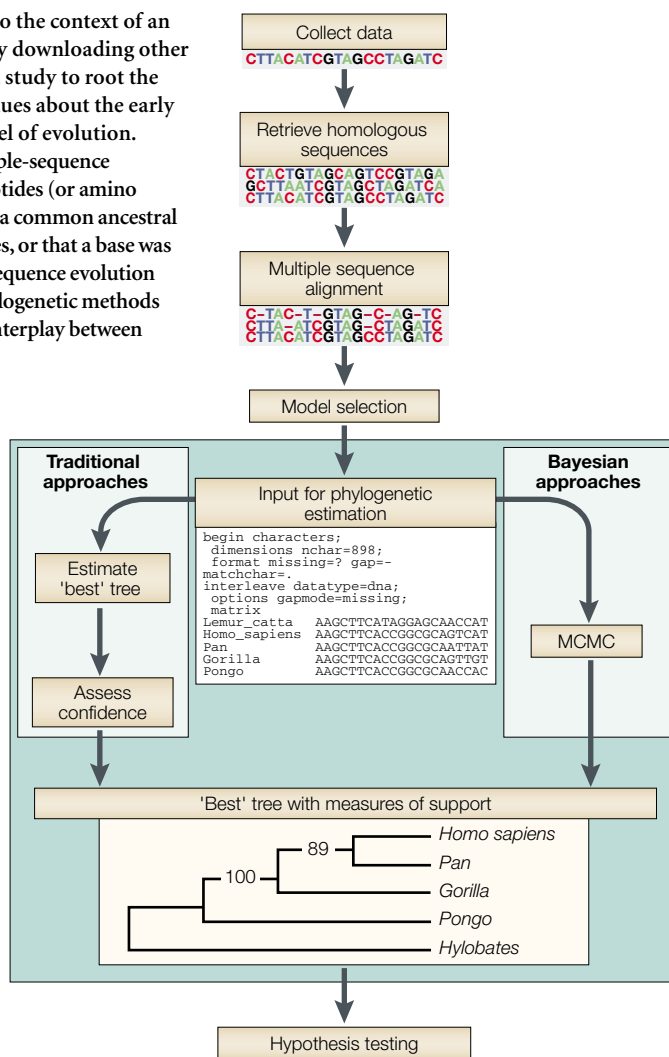 o the context of an
y downloading other
study to root the
ues about the early
el of evolution.
ple-sequence
ptides (or amino
a common ancestral
es, or that a base was
equence evolution
logenetic methods
nterplay between
Collect data
CTTACATCGTAGCCTAGATC
Retrieve homologous
sequences
CTACTGTAGCAGTCCGTAGA
GCTTAATCGTAGCTAGATCA
CTTACATCGTAGCCTAGATC
Multiple sequence
alignment
C-TAC-T-GTAG-C-AG-TC
CTTA-ATCGTAG-CTAGATC
CTTACATCGTAGCCTAGATC
Model selection
Traditional
approaches
Bayesian
approaches
Input for phylogenetic
estimation
begin characters;
dimensions nchar=898;
format missing=? gap=-
matchchar=.
interleave datatype=dna;
options gapmode=missing;
matrix
Lemur_catta AAGCTTCATAGGAGCAACCAT
Homo_sapiens AAGCTTCACCGGCGCAGTCAT
Pan AAGCTTCACCGGCGCAATTAT
Gorilla AAGCTTCACCGGCGCAGTTGT
Pongo AAGCTTCACCGGCGCAACCAC
Estimate
'best' tree
Assess
confidence
MCMC
'Best' tree with measures of support
Homo sapiens
89
Pan
100
Gorilla
Pongo
Hylobates
Hypothesis testing